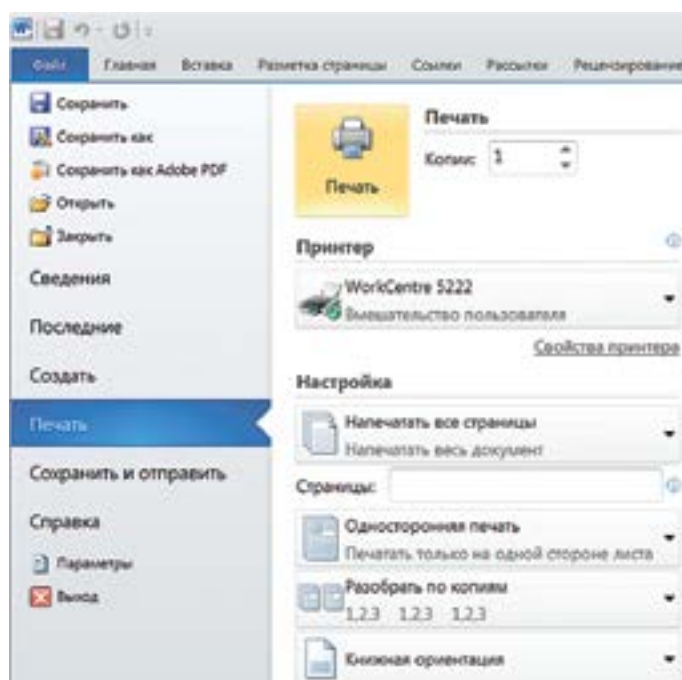 Файл Главная Вставка Разметка страницы Ссылки Рассылки Рецензирование
Сохранить
Сохранить как
Сохранить как Adobe PDF
Открыть
Закрыть
Сведения
Последние
Создать
Печать
Сохранить и отправить
Справка
Параметры
Выход
Печать
Копии: 1
Печать
Принтер
WorkCentre 5222
Вмешательство пользователя
Свойства принтера
Настройка
Напечатать все страницы
Напечатать весь документ
Страницы:
Односторонняя печать
Печатать только на одной стороне листа
Разобрать по копиям
1,2,3 1,2,3 1,2,3
Книжная ориентация